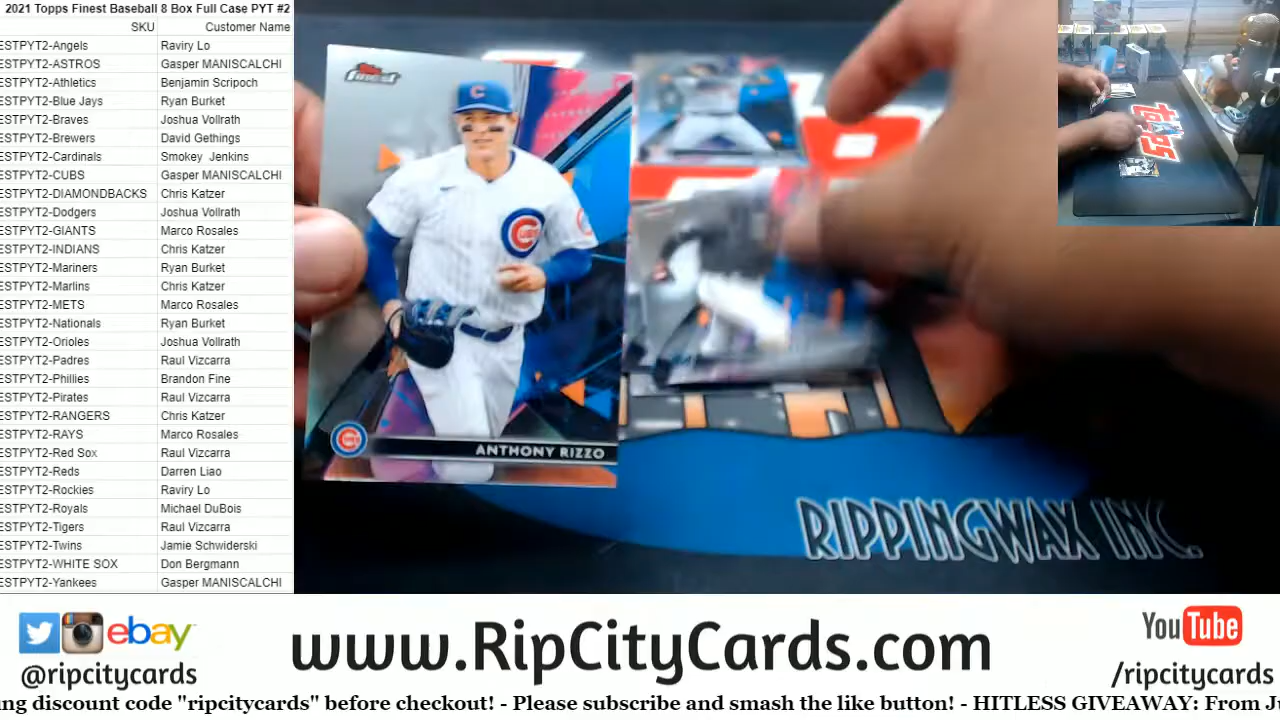 2021 Topps Finest Baseball 8 Box Full Case PYT #2
SKU Customer Name
ESTPYT2-Angels Raviry Lo
ESTPYT2-ASTROS Gasper MANISCALCHI
ESTPYT2-Athletics Benjamin Scripoch
ESTPYT2-Blue Jays Ryan Burket
ESTPYT2-Braves Joshua Vollrath
ESTPYT2-Brewers David Gethings
ESTPYT2-Cardinals Smokey Jenkins
ESTPYT2-CUBS Gasper MANISCALCHI
ESTPYT2-DIAMONDBACKS Chris Katzer
ESTPYT2-Dodgers Joshua Vollrath
ESTPYT2-GIANTS Marco Rosales
ESTPYT2-INDIANS Chris Katzer
ESTPYT2-Mariners Ryan Burket
ESTPYT2-Marlins Chris Katzer
ESTPYT2-METS Marco Rosales
ESTPYT2-Nationals Ryan Burket
ESTPYT2-Orioles Joshua Vollrath
ESTPYT2-Padres Raul Vizcarra
ESTPYT2-Phillies Brandon Fine
ESTPYT2-Pirates Raul Vizcarra
ESTPYT2-RANGERS Chris Katzer
ESTPYT2-RAYS Marco Rosales
ESTPYT2-Red Sox Raul Vizcarra
ESTPYT2-Reds Darren Liao
ESTPYT2-Rockies Raviry Lo
ESTPYT2-Royals Michael DuBois
ESTPYT2-Tigers Raul Vizcarra
ESTPYT2-Twins Jamie Schwiderski
ESTPYT2-WHITE SOX Don Bergmann
ESTPYT2-Yankees Gasper MANISCALCHI
Topps
Finest
C
CUBS
ANTHONY RIZZO
topps
RIPPINGWAX INC.
ebay
@ripcitycards
www.RipCityCards.com
YouTube
/ripcitycards
ng discount code "ripcitycards" before checkout! - Please subscribe and smash the like button! - HITLESS GIVEAWAY: From Ju